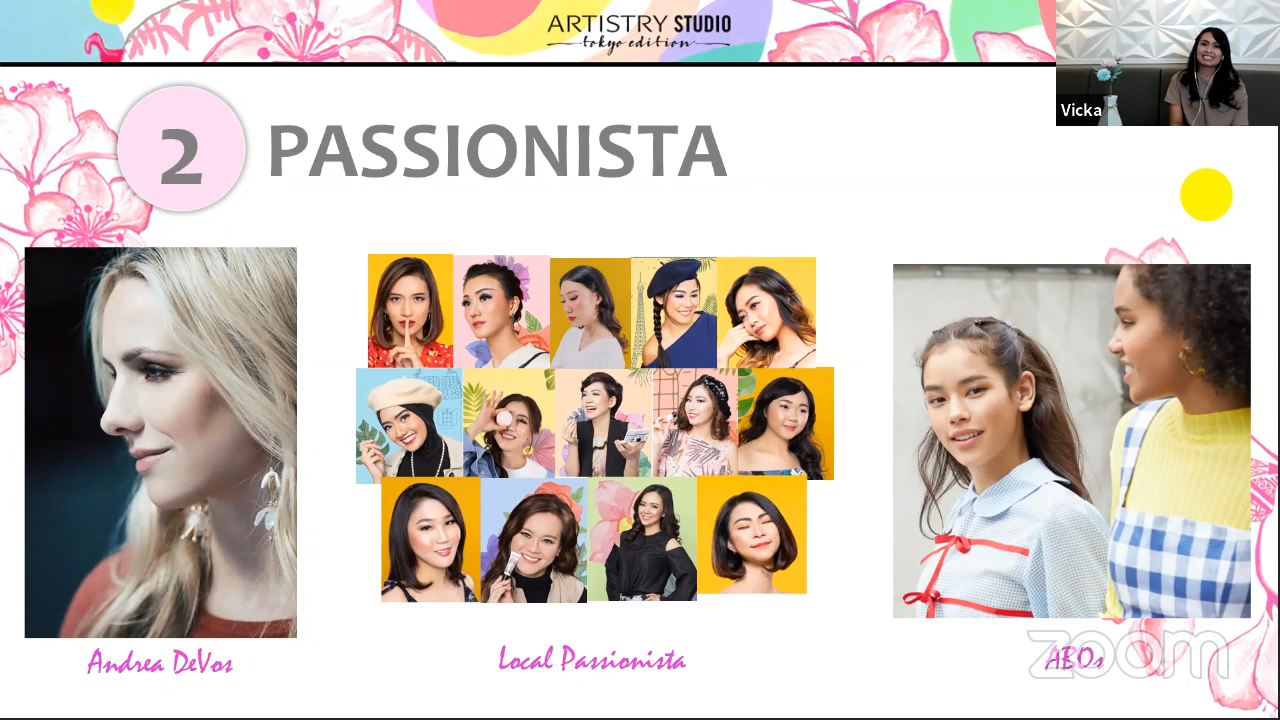 ARTISTRY STUDIO
tokyo edition
Vicka
2 PASSIONISTA
Andrea DeVos
Local Passionista
ABOs
zoom